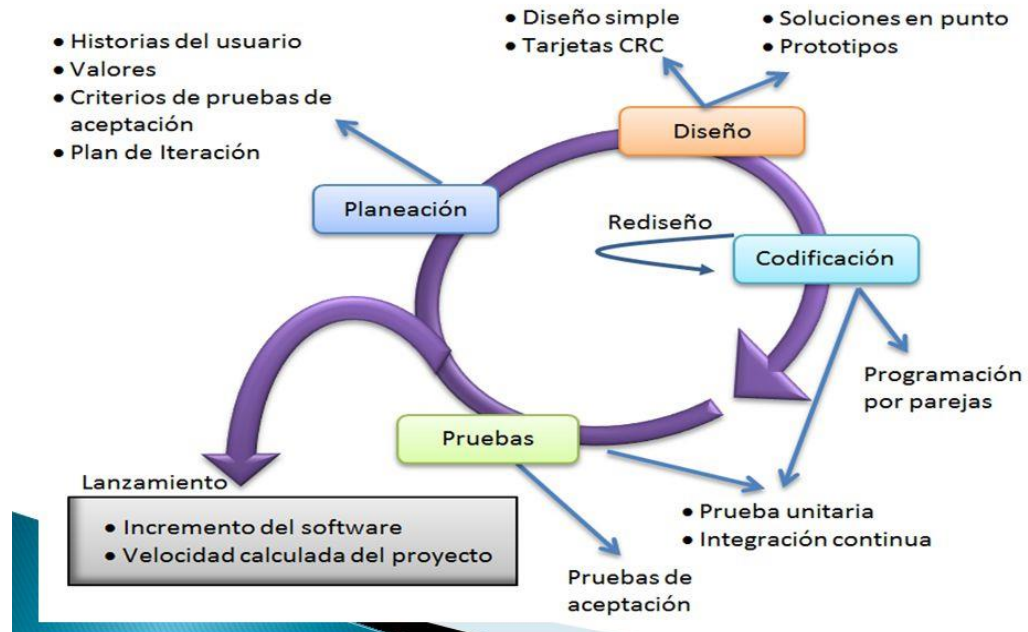 • Historias del usuario
• Valores
• Criterios de pruebas de
aceptación
• Plan de Iteración
• Diseño simple
• Tarjetas CRC
• Soluciones en punto
• Prototipos
Diseño
Planeación
Rediseño
Codificación
Programación
por parejas
Pruebas
Lanzamiento
• Incremento del software
• Velocidad calculada del proyecto
• Prueba unitaria
• Integración continua
Pruebas de
aceptación